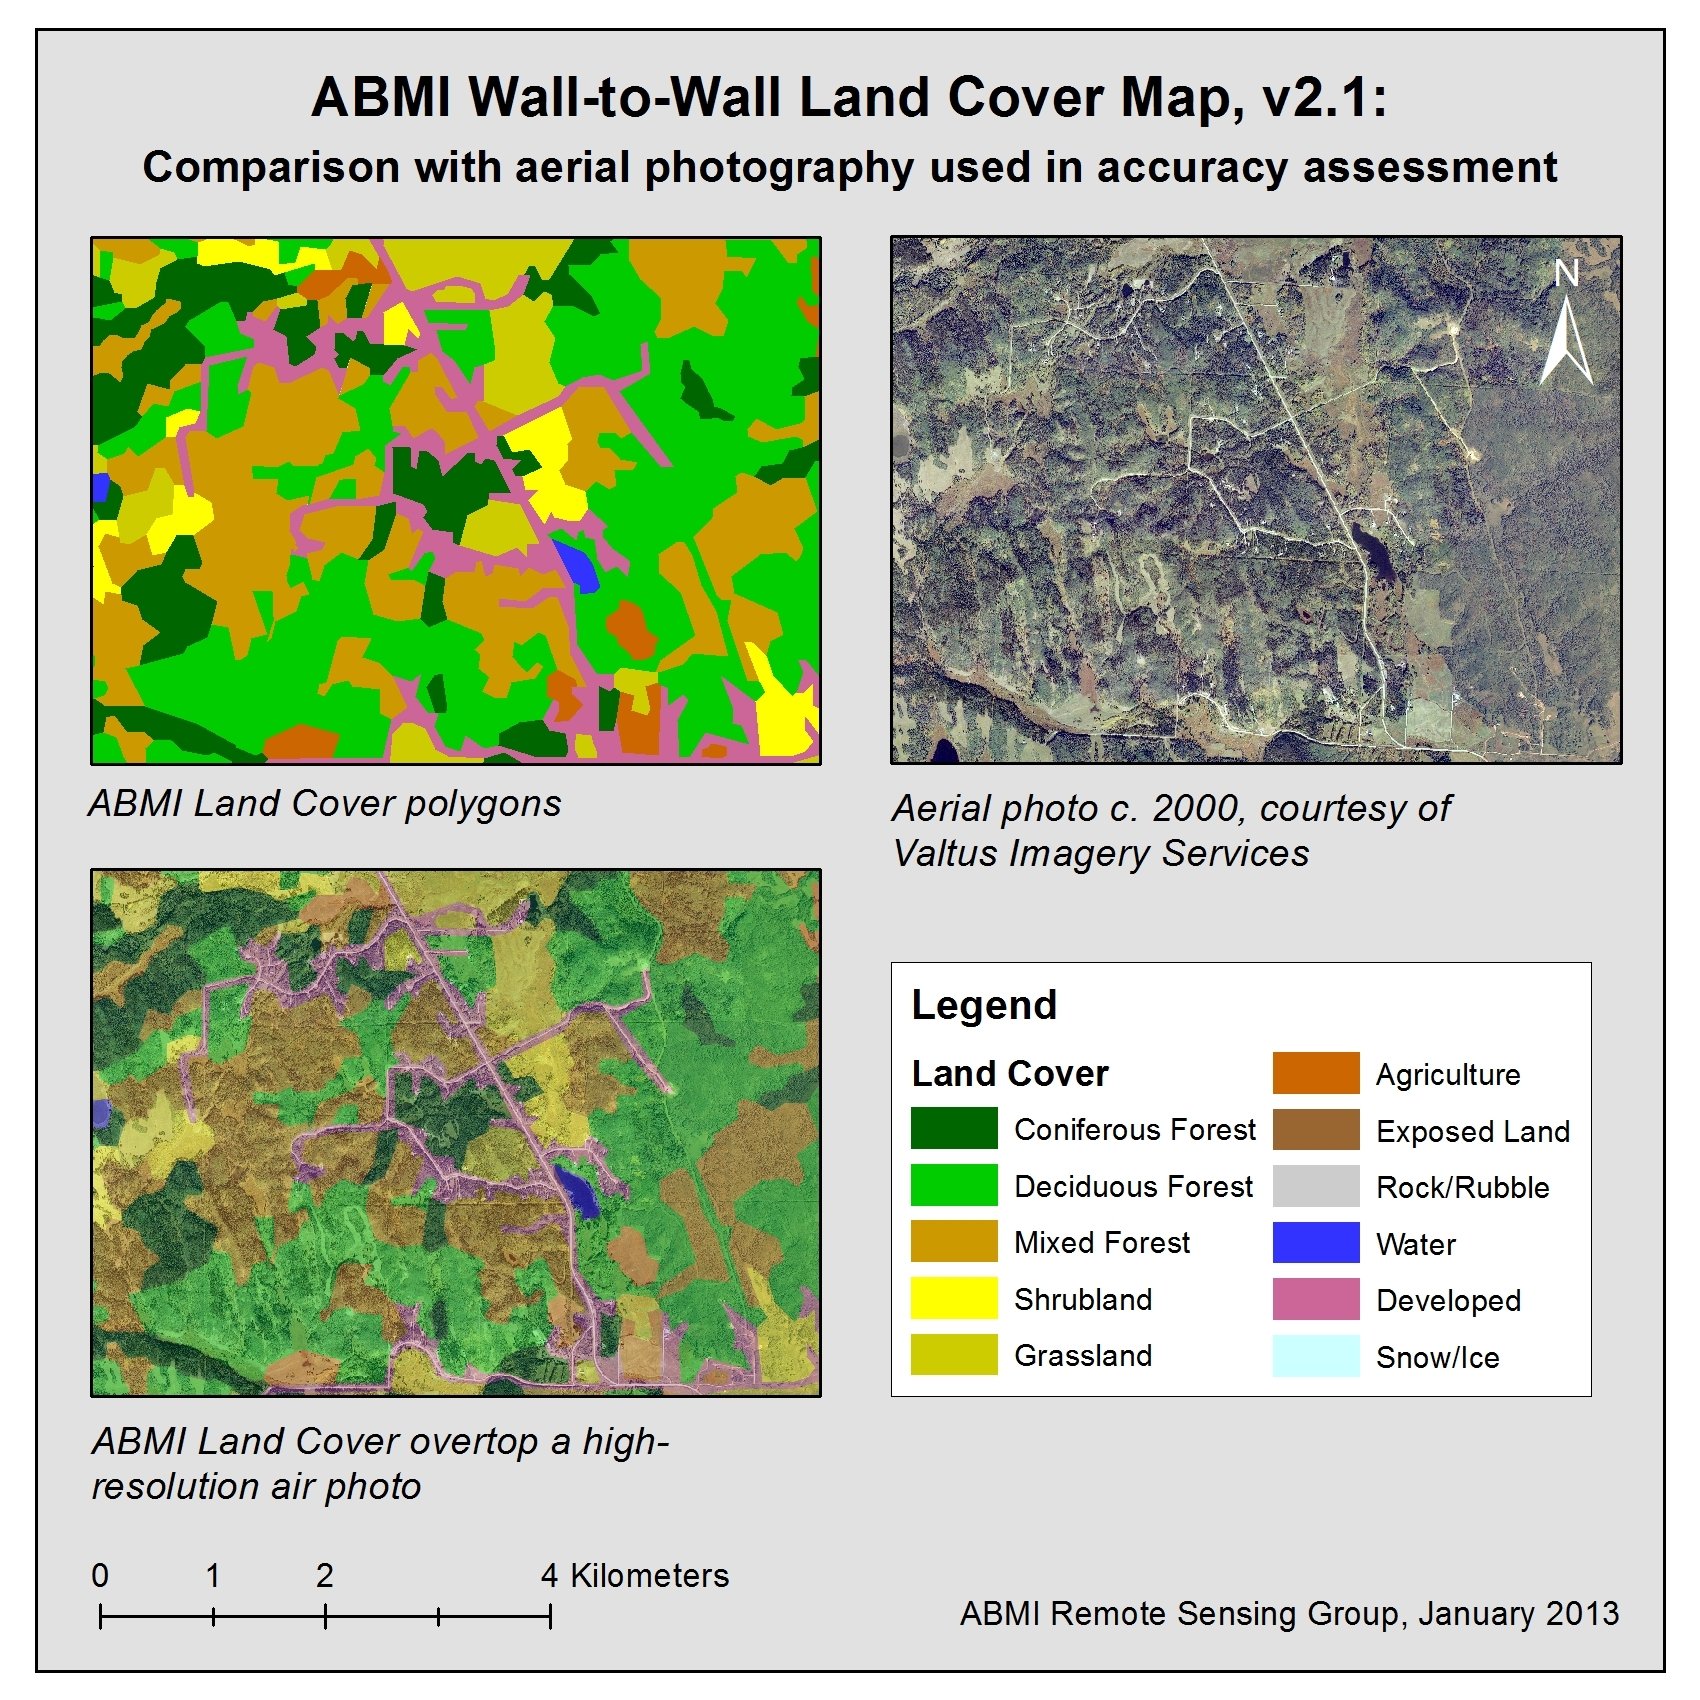 ABMI Wall-to-Wall Land Cover Map, v2.1:
Comparison with aerial photography used in accuracy assessment
N
ABMI Land Cover polygons
Aerial photo c. 2000, courtesy of
Valtus Imagery Services
Legend
Land Cover
Coniferous Forest
Deciduous Forest
Mixed Forest
Shrubland
Grassland
Agriculture
Exposed Land
Rock/Rubble
Water
Developed
Snow/Ice
ABMI Land Cover overtop a high-
resolution air photo
0 1 2 4 Kilometers
ABMI Remote Sensing Group, January 2013